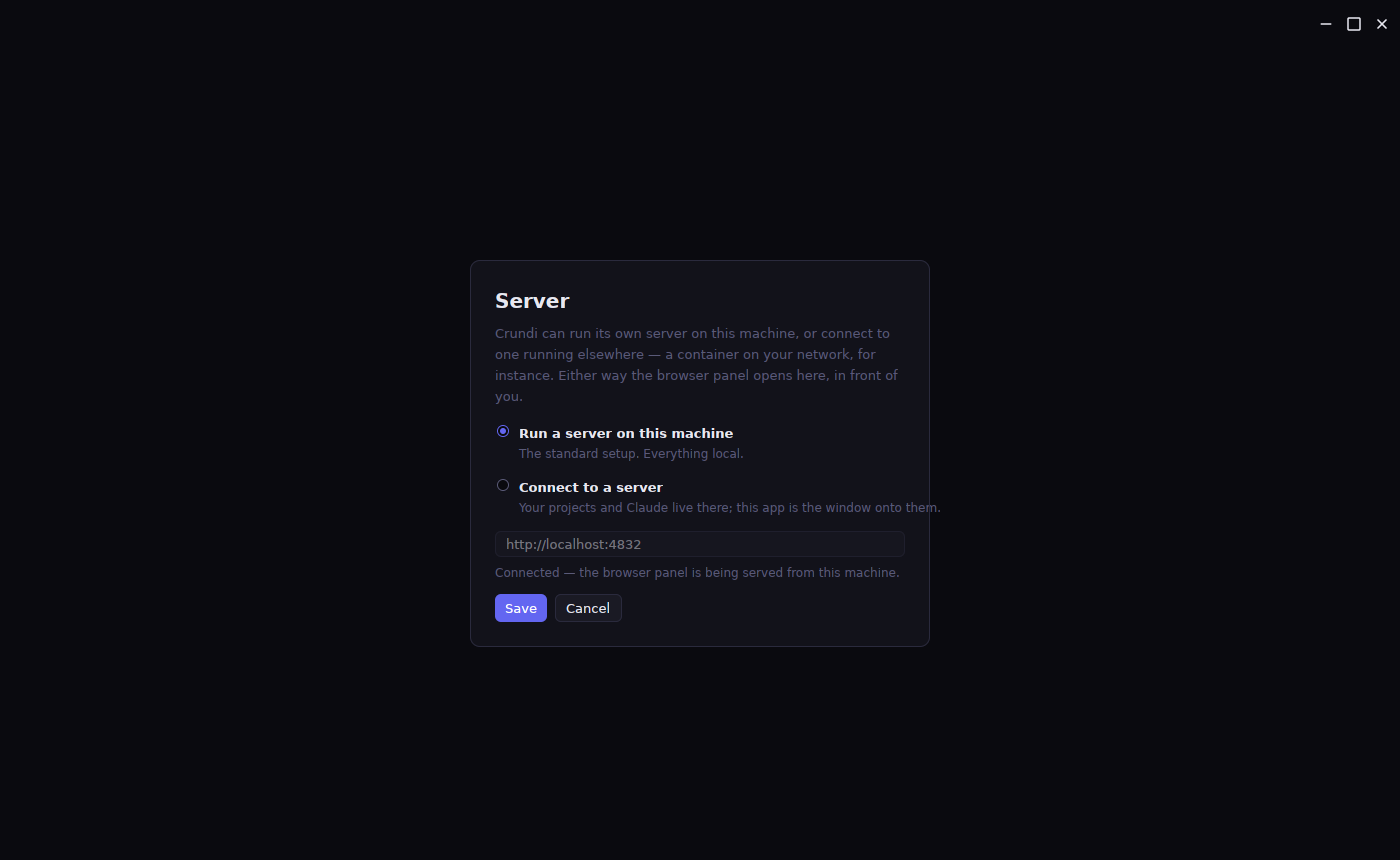 Server
Crundi can run its own server on this machine, or connect to
one running elsewhere — a container on your network, for
instance. Either way the browser panel opens here, in front of
you.
Run a server on this machine
The standard setup. Everything local.
Connect to a server
Your projects and Claude live there; this app is the window onto them.
http://localhost:4832
Connected — the browser panel is being served from this machine.
Save Cancel